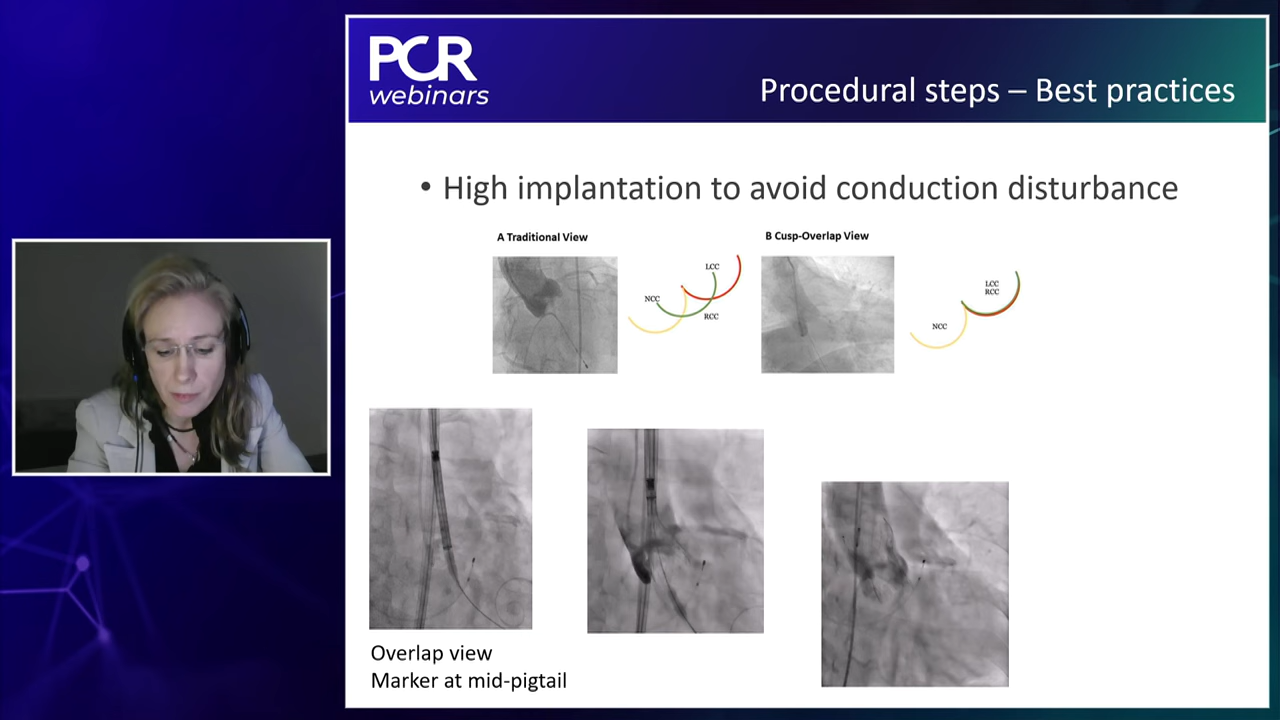 PCR
webinars
Procedural steps – Best practices
• High implantation to avoid conduction disturbance
A Traditional View
B Cusp-Overlap View
LCC
NCC
RCC
LCC
RCC
NCC
Overlap view
Marker at mid-pigtail